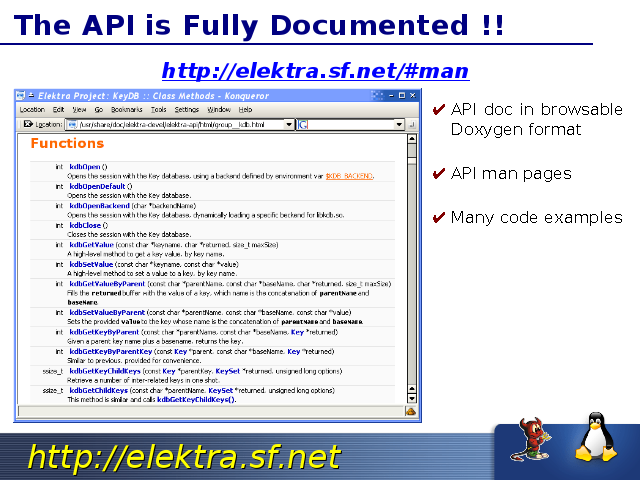 The API is Fully Documented !!
http://elektra.sf.net/#man
Elektra Project: KeyDB :: Class Methods - Konqueror
Location Edit View Go Bookmarks Tools Settings Window Help
Location: /usr/share/doc/elektra-devel/elektra-api/html/group__kdb.html
Functions
int kdbOpen ()
Opens the session with the Key database, using a backend defined by environment var $KDB_BACKEND.
int kdbOpenDefault ()
Opens the session with the Key database.
int kdbOpenBackend (char *backendName)
Opens the session with the Key database, dynamically loading a specific beckend for libkdb.so.
int kdbClose ()
Closes the session with the Key database.
int kdbGetValue (const char *keyname, char *returned, size_t maxSize)
A high-level method to get a key value, by key name.
int kdbSetValue (const char *keyname, const char *value)
A high-level method to set a value to a key, by key name.
int kdbGetValueByParent (const char *parentName, const char *baseName, char *returned, size_t maxSize)
Fills the returned buffer with the value of a key, which name is the concatenation of parentName and
baseName.
int kdbSetValueByParent (const char *parentName, const char *baseName, const char *value)
Sets the provided value to the key whose name is the concatenation of parentName and baseName.
int kdbGetKeyByParent (const char *parentName, const char *baseName, Key *returned)
Given a parent key name plus a basename, returns the key.
int kdbGetKeyByParentKey (const Key *parent, const char *baseName, Key *returned)
Similar to previous, provided for convenience.
ssize_t kdbGetKeyChildKeys (const Key *parentKey, KeySet *returned, unsigned long options)
Retrieve a number of inter-related keys in one shot.
ssize_t kdbGetChildKeys (const char *parentName, KeySet *returned, unsigned long options)
This method is similar and calls kdbGetKeyChildKeys().
✔ API doc in browsable
Doxygen format
✔ API man pages
✔ Many code examples
http://elektra.sf.net